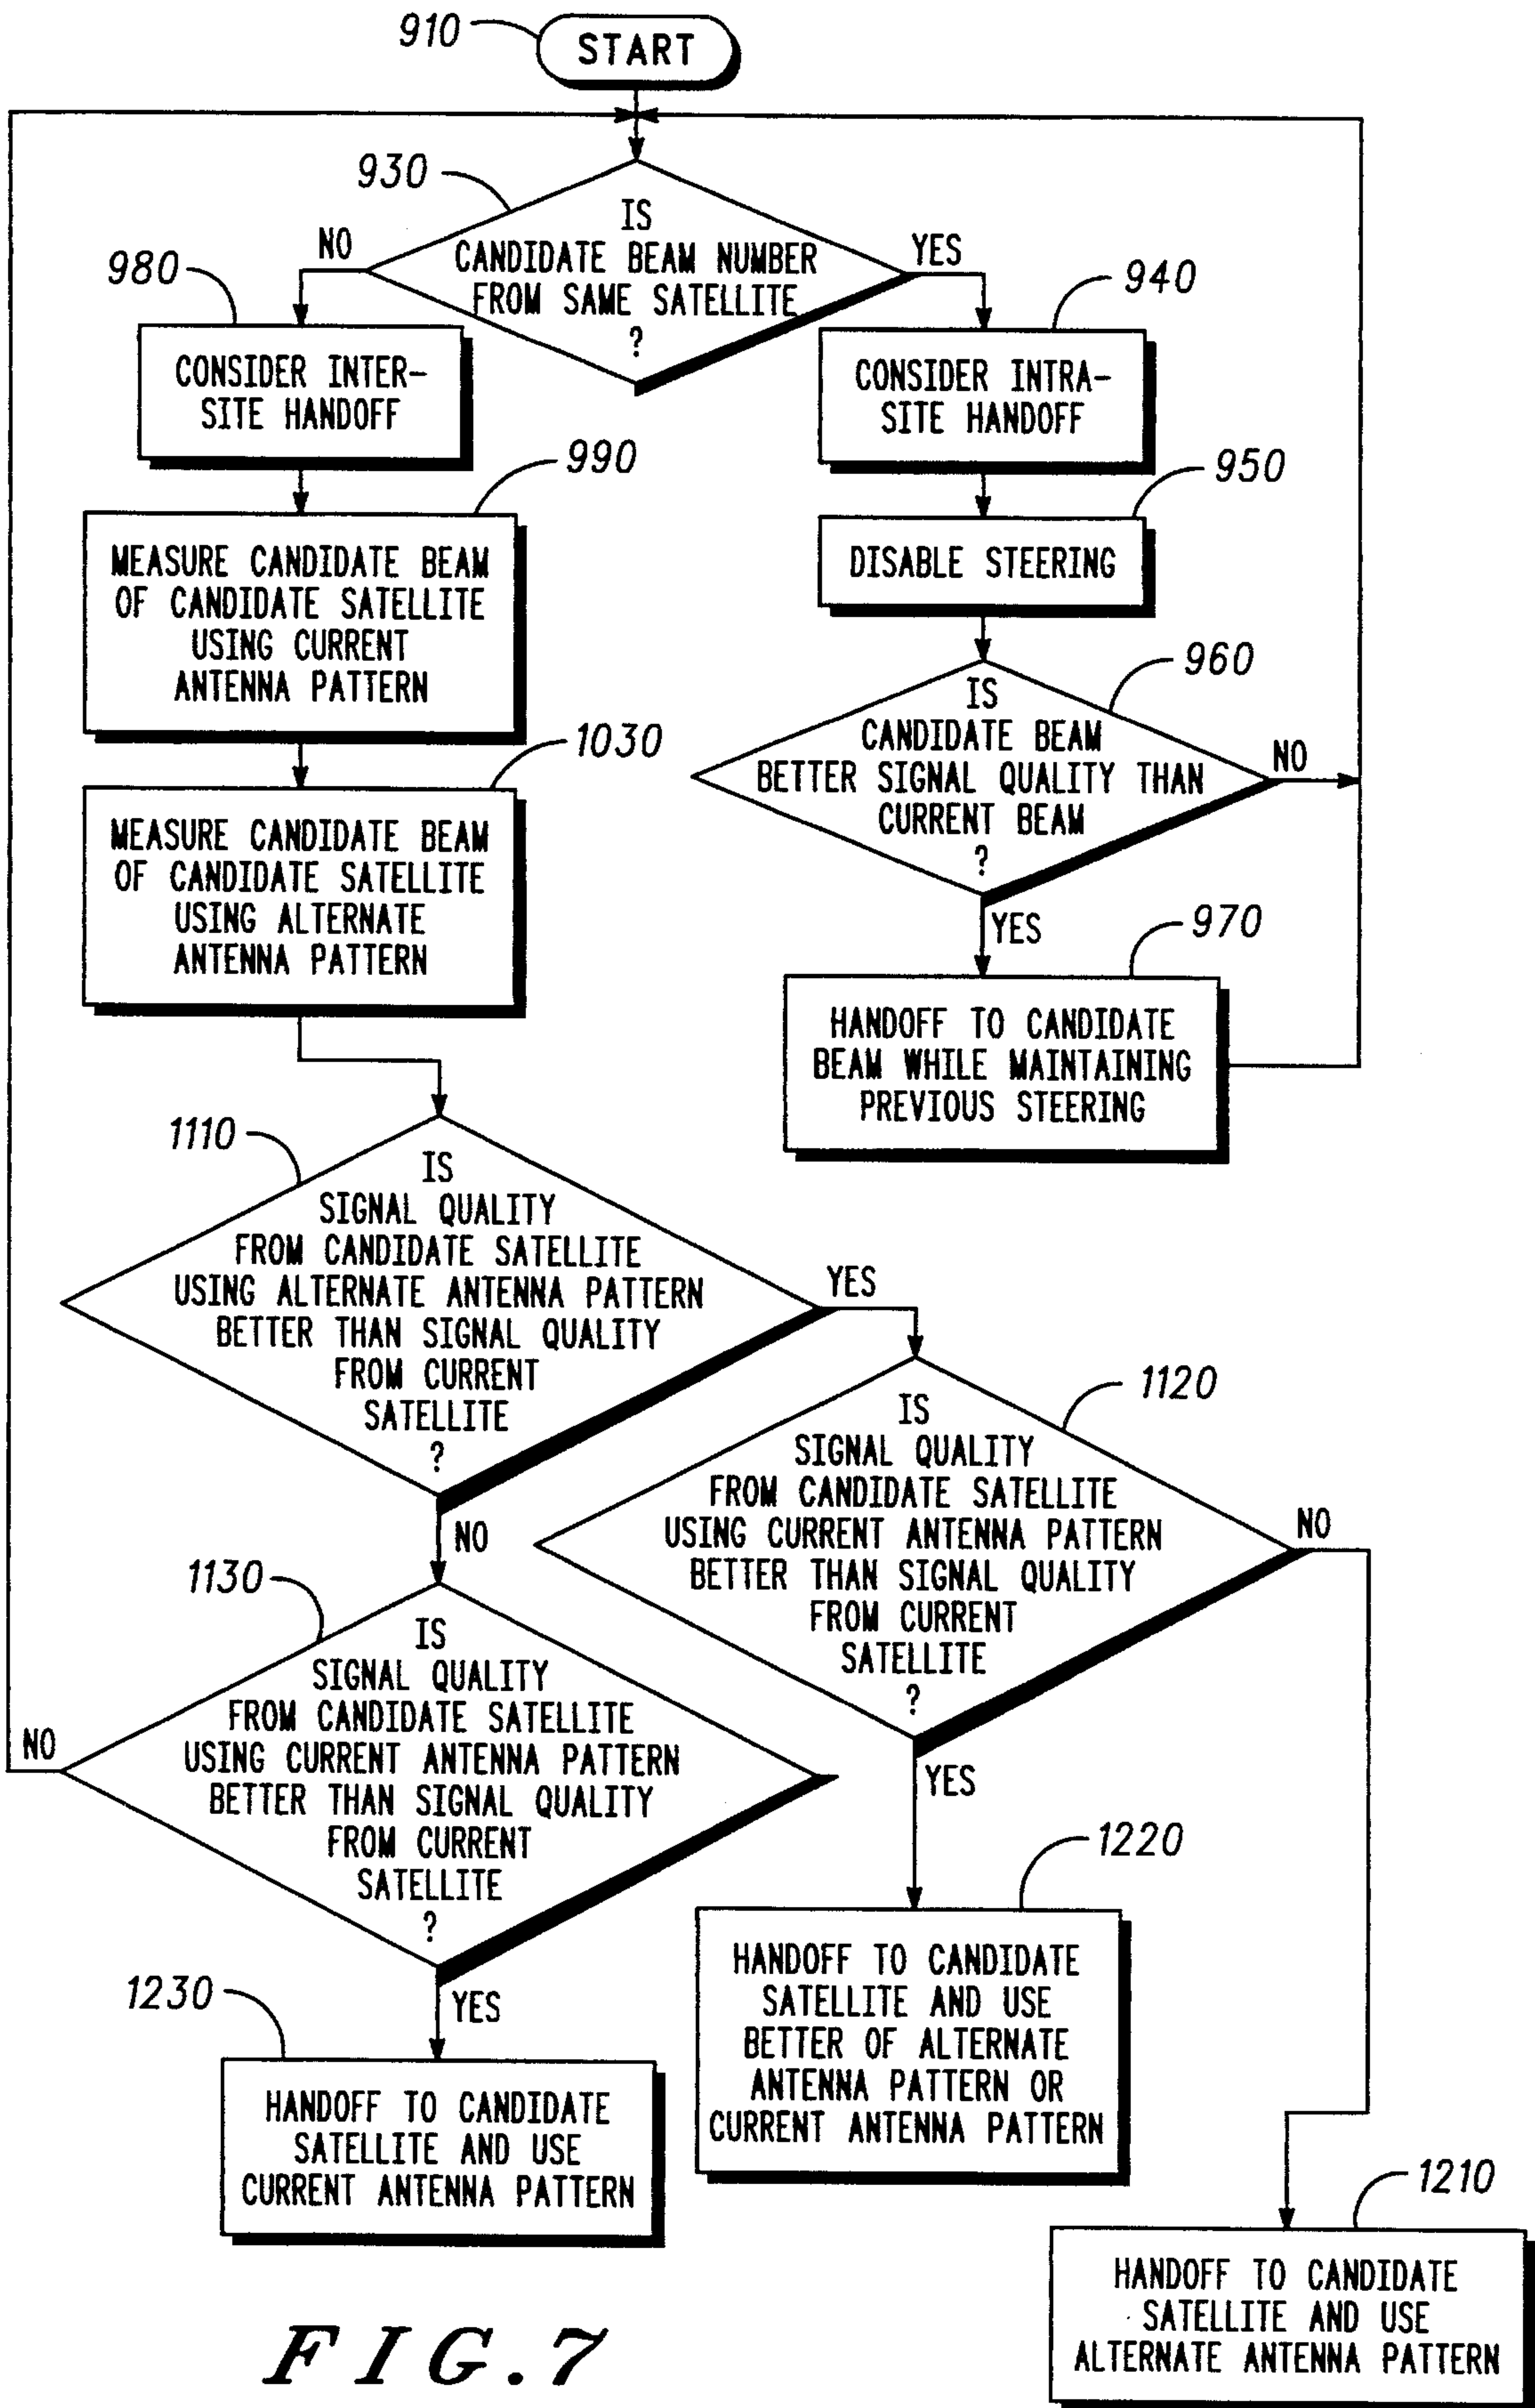 910
START
930
IS
CANDIDATE BEAM NUMBER
FROM SAME SATELLITE
?
NO
YES
980
CONSIDER INTER-
SITE HANDOFF
940
CONSIDER INTRA-
SITE HANDOFF
990
MEASURE CANDIDATE BEAM
OF CANDIDATE SATELLITE
USING CURRENT
ANTENNA PATTERN
950
DISABLE STEERING
960
IS
CANDIDATE BEAM
BETTER SIGNAL QUALITY THAN
CURRENT BEAM
?
NO
YES
1030
MEASURE CANDIDATE BEAM
OF CANDIDATE SATELLITE
USING ALTERNATE
ANTENNA PATTERN
970
HANDOFF TO CANDIDATE
BEAM WHILE MAINTAINING
PREVIOUS STEERING
1110
IS
SIGNAL QUALITY
FROM CANDIDATE SATELLITE
USING ALTERNATE ANTENNA PATTERN
BETTER THAN SIGNAL QUALITY
FROM CURRENT
SATELLITE
?
YES
NO
1120
IS
SIGNAL QUALITY
FROM CANDIDATE SATELLITE
USING CURRENT ANTENNA PATTERN
BETTER THAN SIGNAL QUALITY
FROM CURRENT
SATELLITE
?
NO
YES
1130
IS
SIGNAL QUALITY
FROM CANDIDATE SATELLITE
USING CURRENT ANTENNA PATTERN
BETTER THAN SIGNAL QUALITY
FROM CURRENT
SATELLITE
?
NO
YES
1220
HANDOFF TO CANDIDATE
SATELLITE AND USE
BETTER OF ALTERNATE
ANTENNA PATTERN OR
CURRENT ANTENNA PATTERN
1230
HANDOFF TO CANDIDATE
SATELLITE AND USE
CURRENT ANTENNA PATTERN
1210
HANDOFF TO CANDIDATE
SATELLITE AND USE
ALTERNATE ANTENNA PATTERN
FIG.7